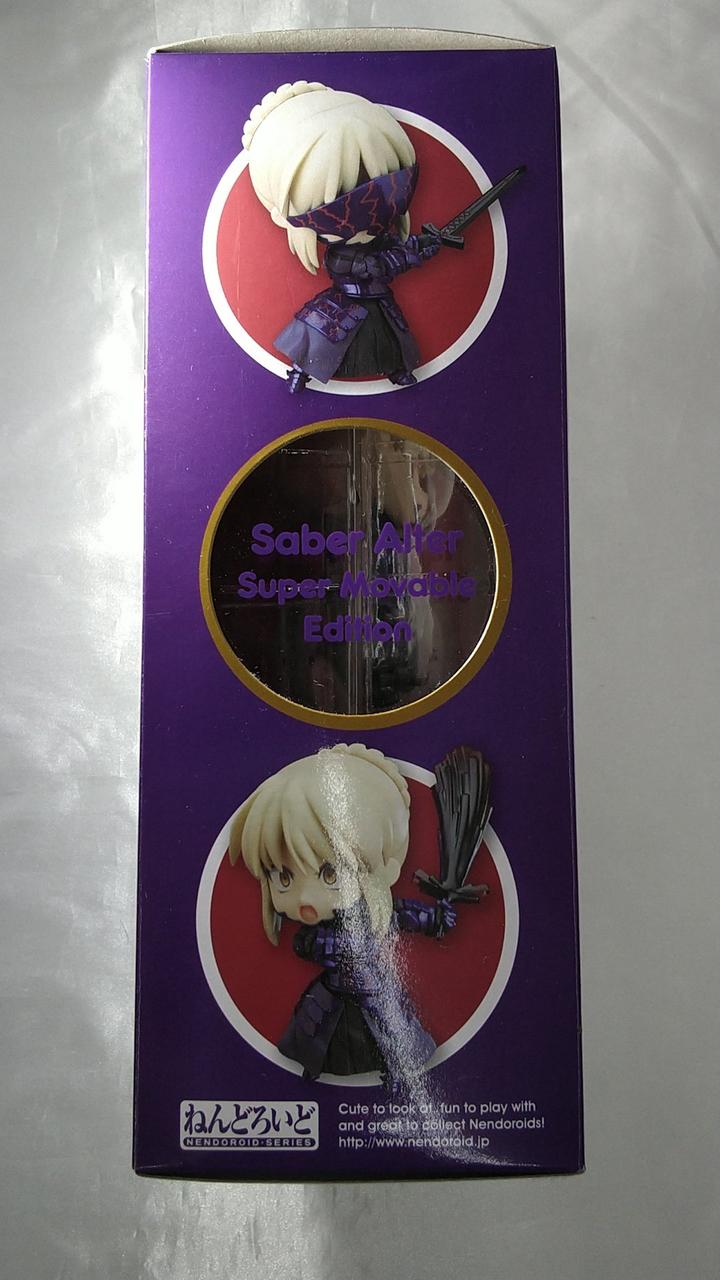 Saber Alter
Super Movable
Edition
ねんどろいど
NENDOROID·SERIES
Cute to look at, fun to play with
and great to collect Nendoroids!
http://www.nendoroid.jp